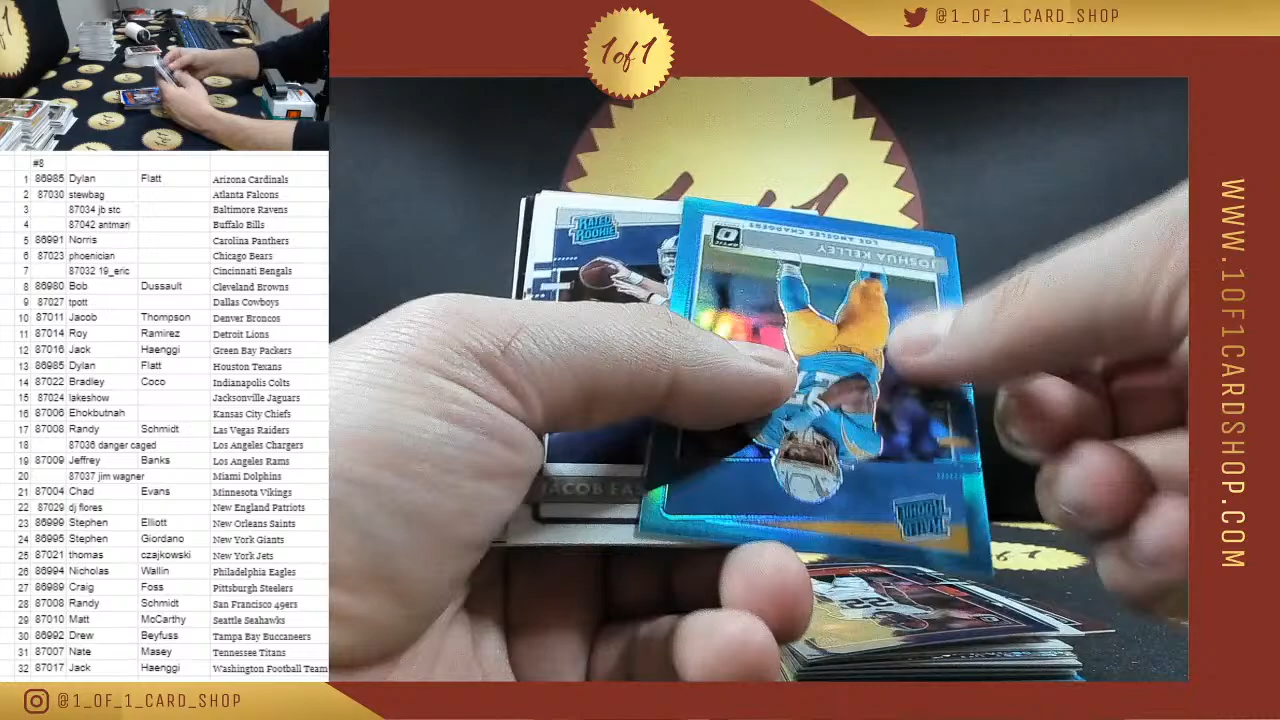 1of1
@1_OF_1_CARD_SHOP
#8
1 86985 Dylan Flatt Arizona Cardinals
2 87030 stewbag Atlanta Falcons
3 87034 jb stc Baltimore Ravens
4 87042 antmari Buffalo Bills
5 86991 Norris Carolina Panthers
6 87023 phoenician Chicago Bears
7 87032 19_eric Cincinnati Bengals
8 86980 Bob Dussault Cleveland Browns
9 87027 tpott Dallas Cowboys
10 87011 Jacob Thompson Denver Broncos
11 87014 Roy Ramirez Detroit Lions
12 87016 Jack Haenggi Green Bay Packers
13 86985 Dylan Flatt Houston Texans
14 87022 Bradley Coco Indianapolis Colts
15 87024 lakeshow Jacksonville Jaguars
16 87006 Ehokbutnah Kansas City Chiefs
17 87008 Randy Schmidt Las Vegas Raiders
18 87036 danger caged Los Angeles Chargers
19 87009 Jeffrey Banks Los Angeles Rams
20 87037 jim wagner Miami Dolphins
21 87004 Chad Evans Minnesota Vikings
22 87029 dj flores New England Patriots
23 86999 Stephen Elliott New Orleans Saints
24 86995 Stephen Giordano New York Giants
25 87021 thomas czajkowski New York Jets
26 86994 Nicholas Wallin Philadelphia Eagles
27 86989 Craig Foss Pittsburgh Steelers
28 87008 Randy Schmidt San Francisco 49ers
29 87010 Matt McCarthy Seattle Seahawks
30 86992 Drew Beyfuss Tampa Bay Buccaneers
31 87007 Nate Masey Tennessee Titans
32 87017 Jack Haenggi Washington Football Team
RATED ROOKIE
JACOB EAS
OPTIC
LOS ANGELES CHARGERS
JOSHUA KELLEY
RATED ROOKIE
WWW.1OF1CARDSHOP.COM
@1_OF_1_CARD_SHOP